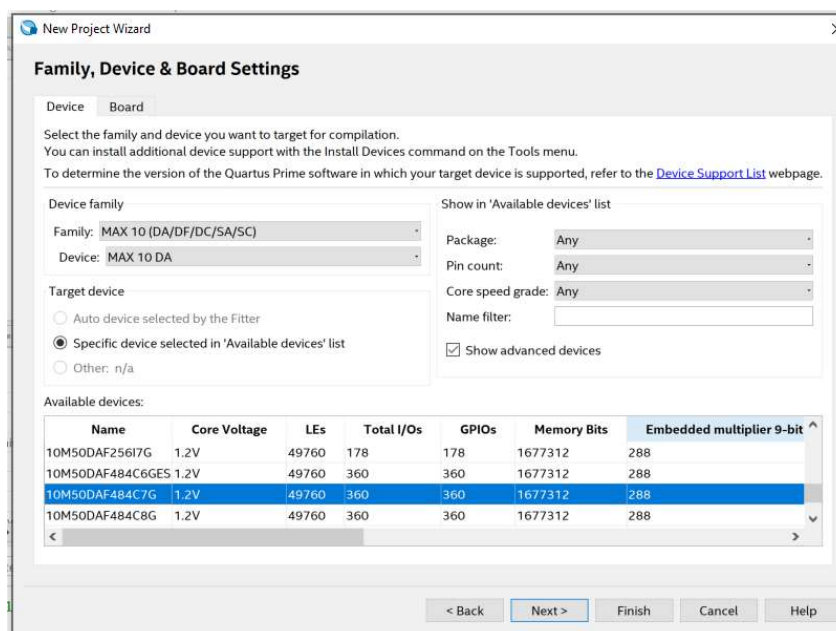 New Project Wizard
Family, Device & Board Settings
Device Board
Select the family and device you want to target for compilation.
You can install additional device support with the Install Devices command on the Tools menu.
To determine the version of the Quartus Prime software in which your target device is supported, refer to the Device Support List webpage.
Device family
Family: MAX 10 (DA/DF/DC/SA/SC)
Device: MAX 10 DA
Show in 'Available devices' list
Package: Any
Pin count: Any
Core speed grade: Any
Name filter:
Show advanced devices
Target device
Auto device selected by the Fitter
Specific device selected in 'Available devices' list
Other: n/a
Available devices:
Name Core Voltage LEs Total I/Os GPIOs Memory Bits Embedded multiplier 9-bit
10M50DAF256I7G 1.2V 49760 178 178 1677312 288
10M50DAF484C6GES 1.2V 49760 360 360 1677312 288
10M50DAF484C7G 1.2V 49760 360 360 1677312 288
10M50DAF484C8G 1.2V 49760 360 360 1677312 288
< Back Next > Finish Cancel Help